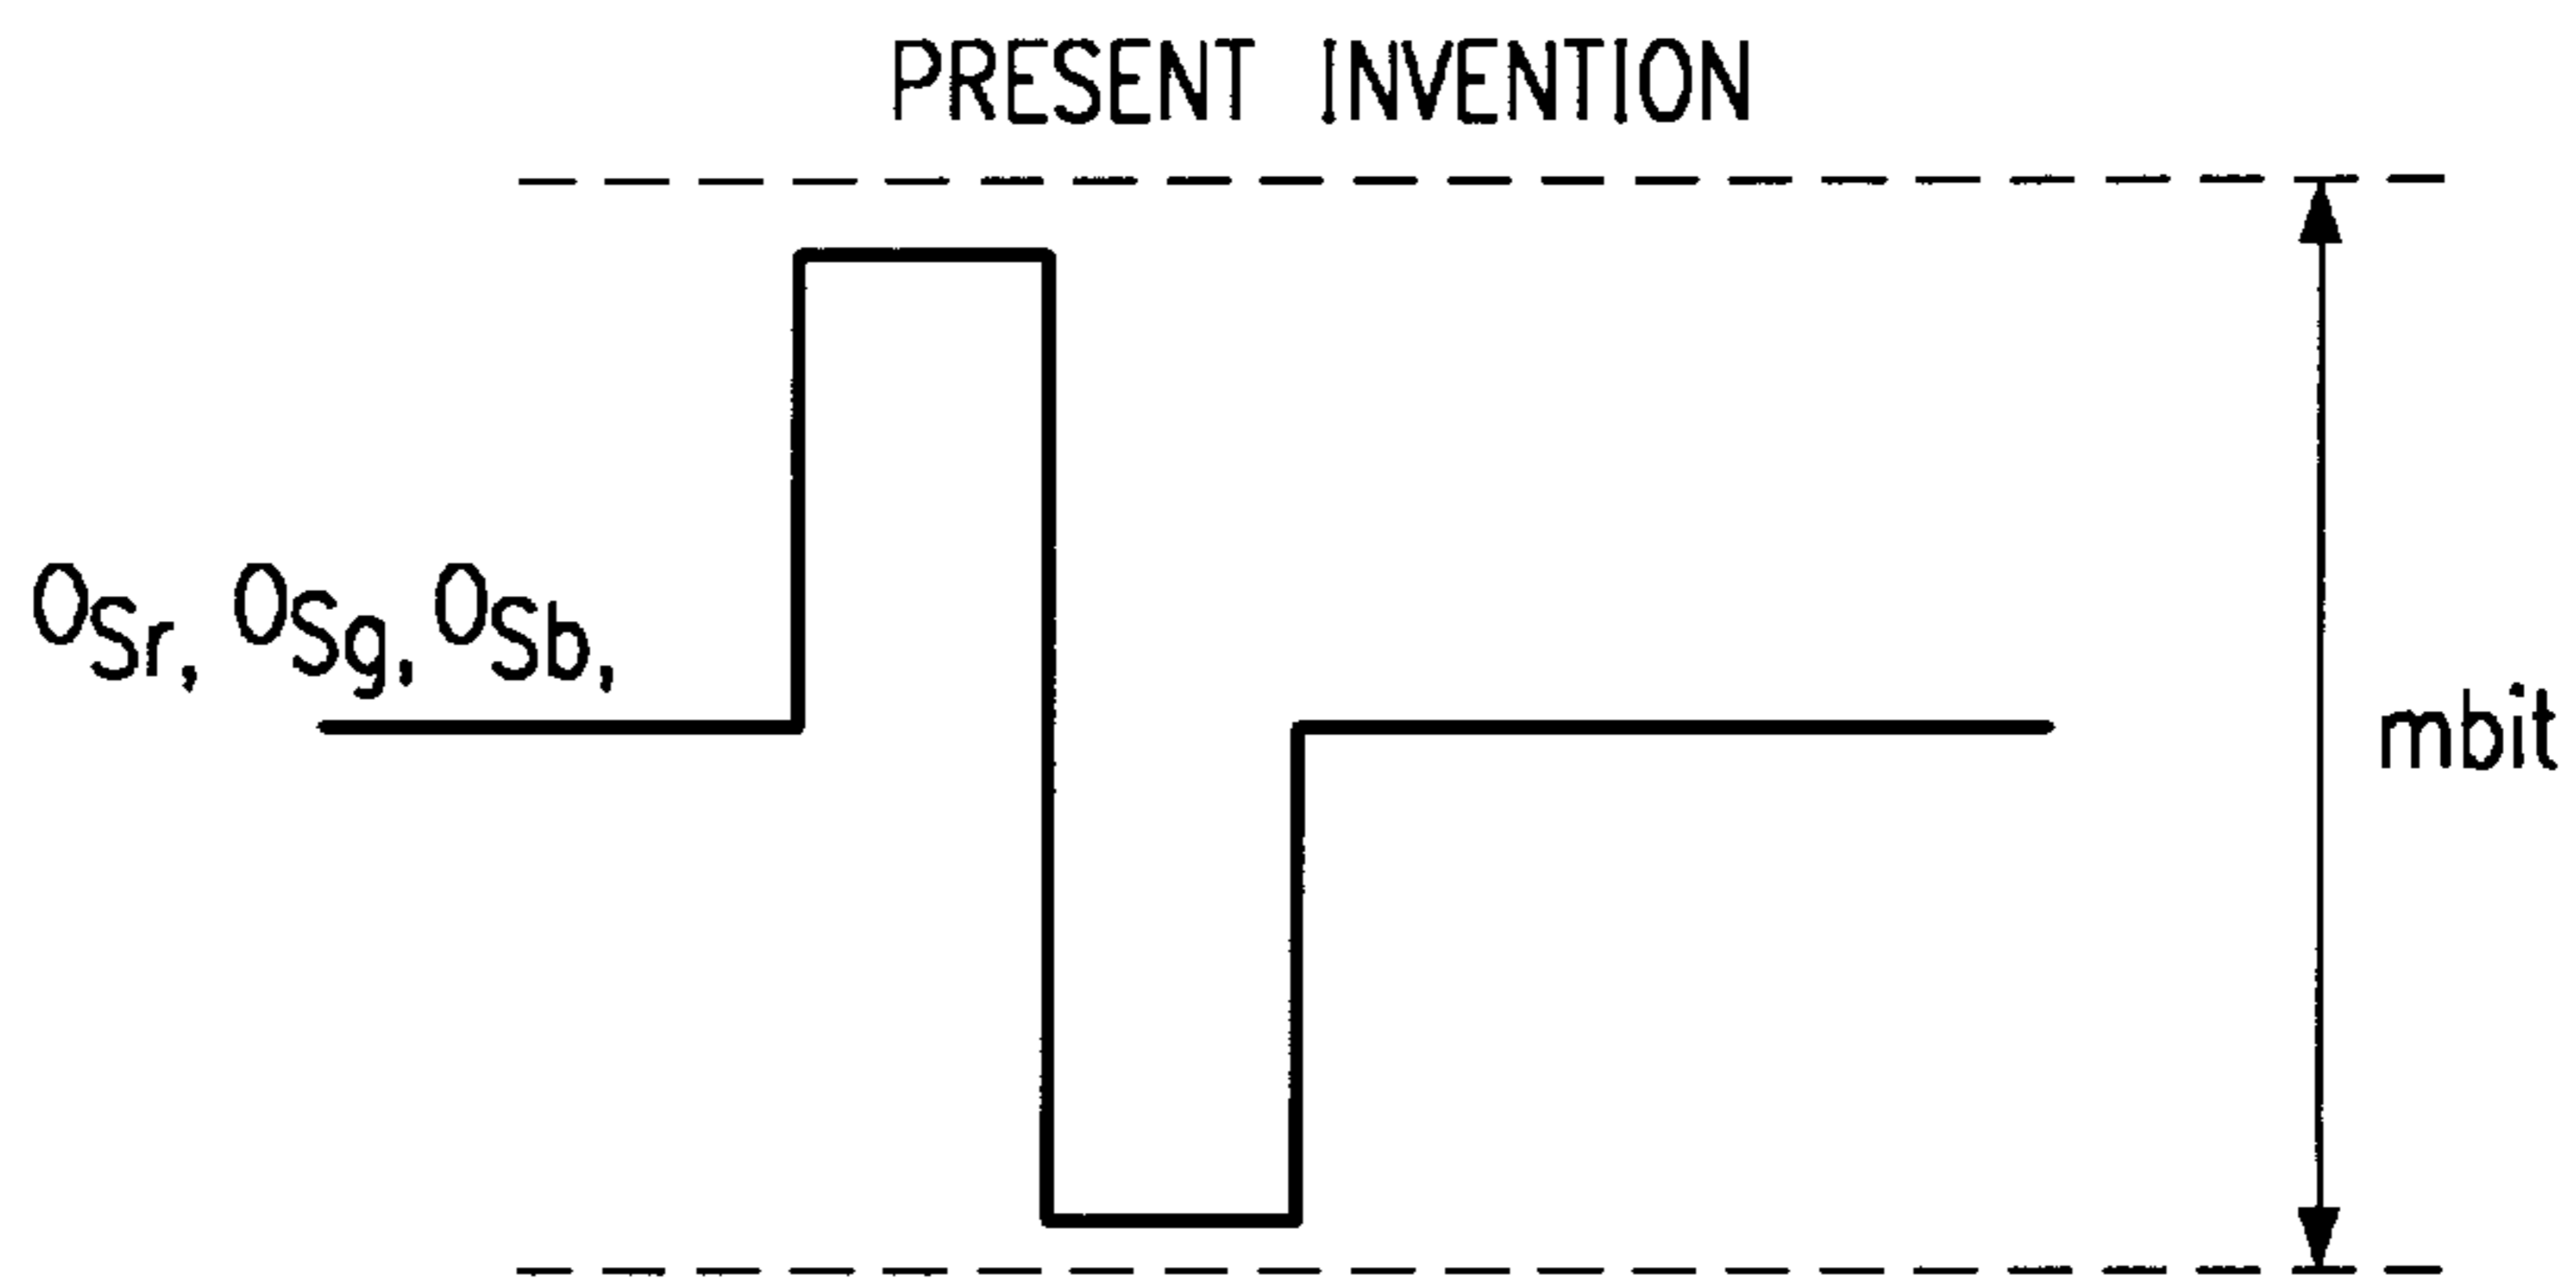 PRESENT INVENTION
OSr, OSg, OSb,
mbit